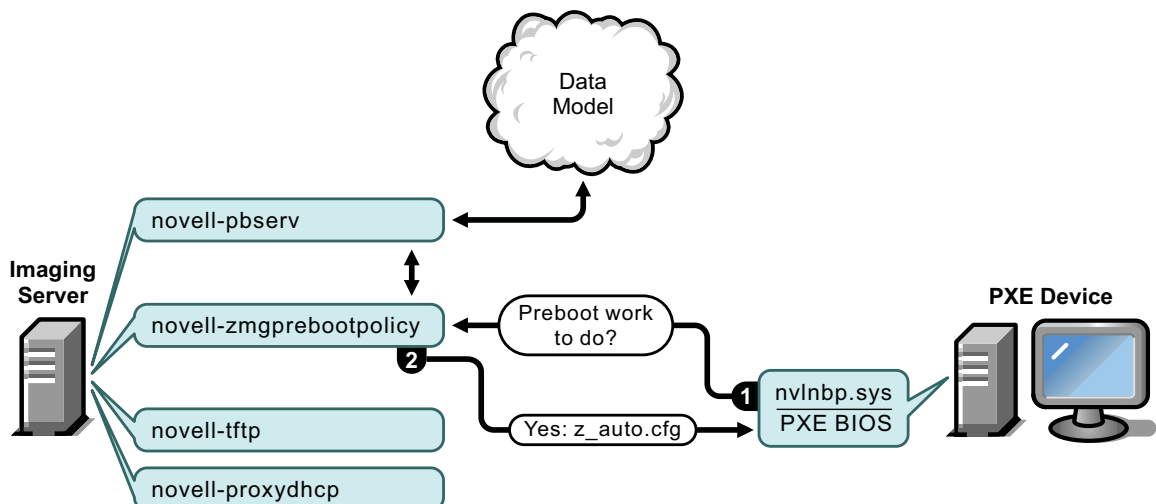 Data
Model
novell-pbserv
Imaging
Server
novell-zmgprebootpolicy
2
Preboot work
to do?
PXE Device
1
nvlnbp.sys
PXE BIOS
novell-tftp
Yes: z_auto.cfg
novell-proxydhcp